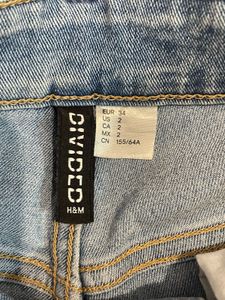 DIVIDED
H&M
EUR 34
US 2
CA 2
MX 2
CN 155/64A